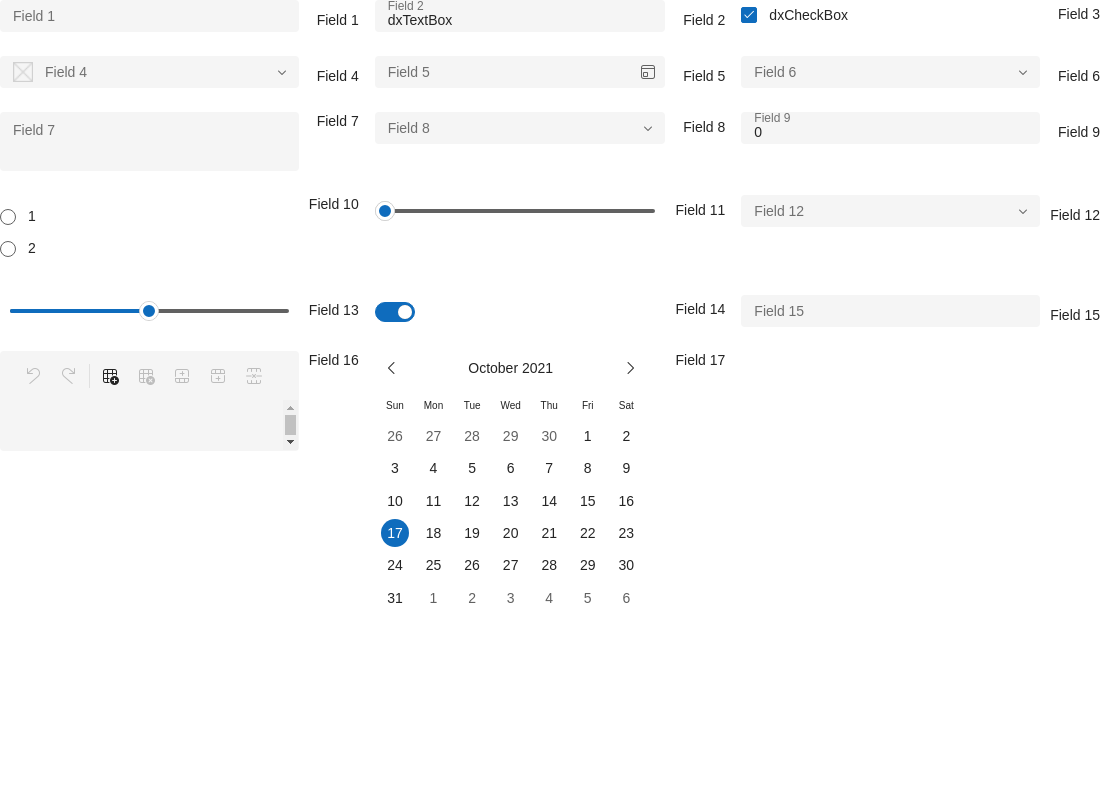 Field 1 Field 1 Field 2 Field 2
dxTextBox
dxCheckBox Field 3
Field 4 Field 4 Field 5 Field 5 Field 6 Field 6
Field 7 Field 7 Field 8 Field 8 Field 9 Field 9
0
1
2
Field 10 Field 11 Field 12 Field 12
Field 13 Field 14 Field 15 Field 15
Field 16 October 2021 Field 17
Sun Mon Tue Wed Thu Fri Sat
26 27 28 29 30 1 2
3 4 5 6 7 8 9
10 11 12 13 14 15 16
17 18 19 20 21 22 23
24 25 26 27 28 29 30
31 1 2 3 4 5 6